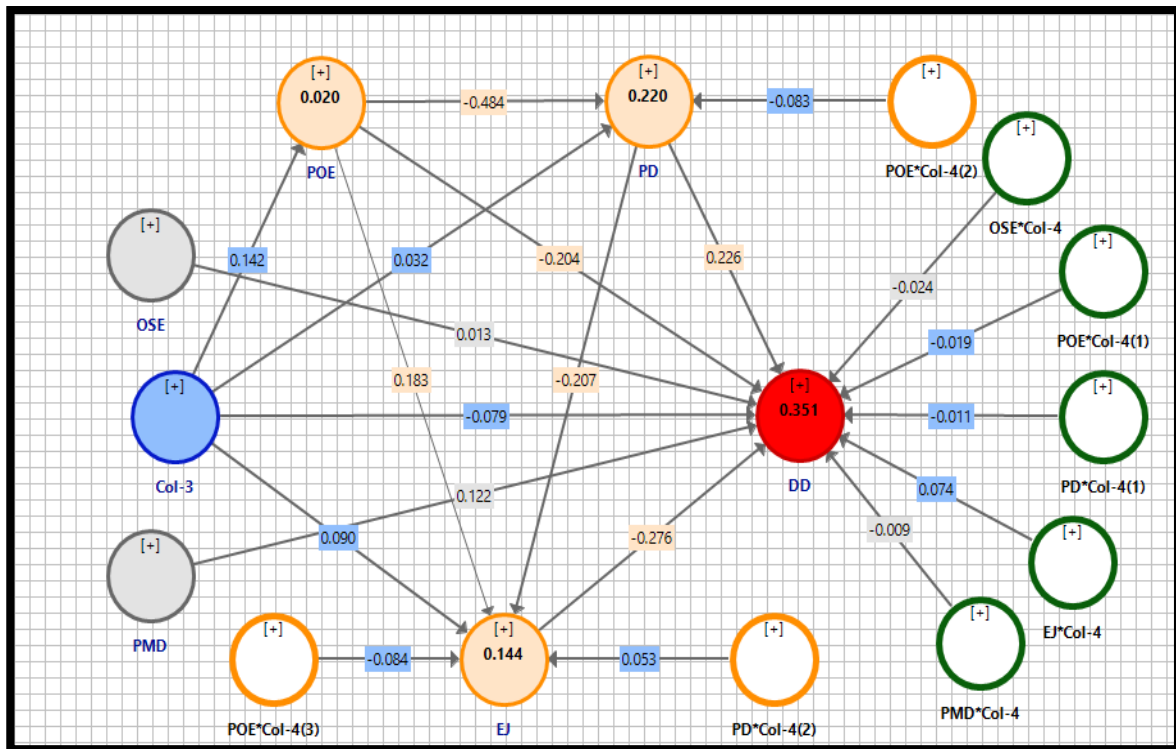 [+]
0.020
POE
-0.484
[+]
0.220
PD
-0.083
[+]
POE*Col-4(2)
[+]
OSE*Col-4
[+]
OSE
0.142
0.032
-0.204
0.226
-0.024
[+]
POE*Col-4(1)
0.013
-0.019
[+]
Col-3
0.183
-0.207
-0.079
[+]
0.351
DD
-0.011
[+]
PD*Col-4(1)
0.122
0.074
[+]
PMD
0.090
-0.276
-0.009
[+]
EJ*Col-4
[+]
POE*Col-4(3)
-0.084
[+]
0.144
EJ
0.053
[+]
PD*Col-4(2)
[+]
PMD*Col-4